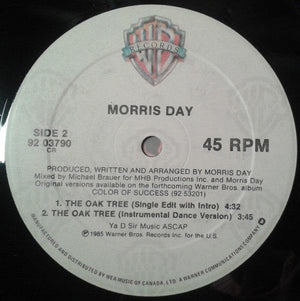 RECORDS
MORRIS DAY
SIDE 2
92 03790
CR
45 RPM
PRODUCED, WRITTEN AND ARRANGED BY MORRIS DAY
Mixed by Michael Brauer for MHB Productions Inc. and Morris Day
Original versions available on the forthcoming Warner Bros. album
COLOR OF SUCCESS (92 53201)
1. THE OAK TREE (Single Edit with Intro) 4:32
2. THE OAK TREE (Instrumental Dance Version) 3:45
Ya D Sir Music ASCAP
℗ 1985 Warner Bros. Records Inc. for the U.S.
MANUFACTURED AND DISTRIBUTED BY WEA MUSIC OF CANADA, LTD. A WARNER COMMUNICATIONS COMPANY